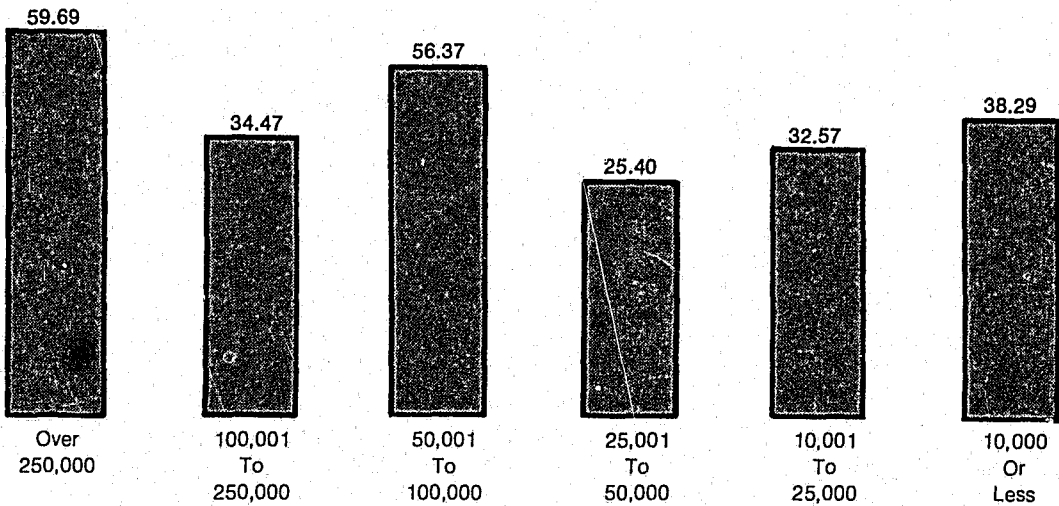 59.69
34.47
56.37
25.40
32.57
38.29
Over
250,000
100,001
To
250,000
50,001
To
100,000
25,001
To
50,000
10,001
To
25,000
10,000
Or
Less